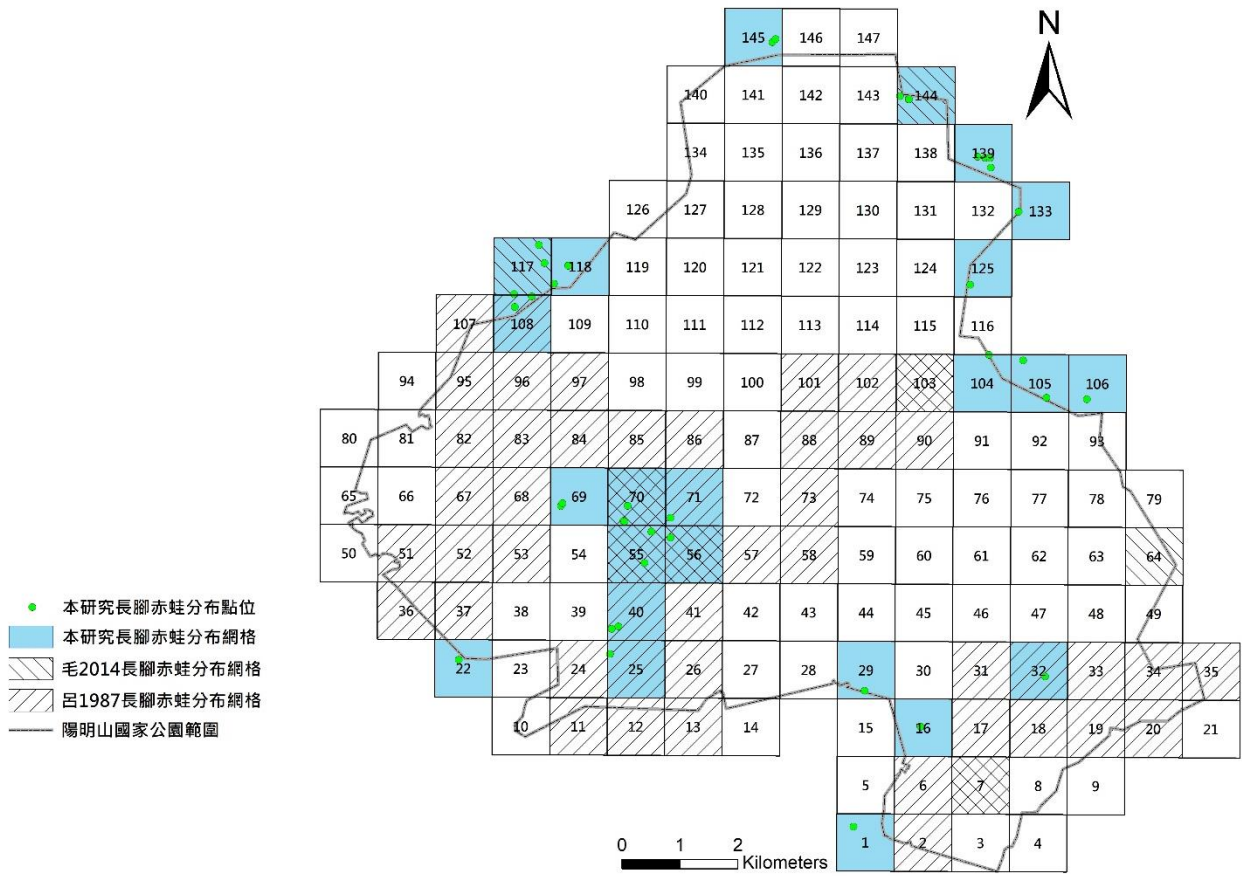 145 146 147
N
140 141 142 143 144
134 135 136 137 138 139
126 127 128 129 130 131 132 133
117 118 119 120 121 122 123 124 125
107 108 109 110 111 112 113 114 115 116
94 95 96 97 98 99 100 101 102 103 104 105 106
80 81 82 83 84 85 86 87 88 89 90 91 92 93
65 66 67 68 69 70 71 72 73 74 75 76 77 78 79
50 51 52 53 54 55 56 57 58 59 60 61 62 63 64
36 37 38 39 40 41 42 43 44 45 46 47 48 49
22 23 24 25 26 27 28 29 30 31 32 33 34 35
10 11 12 13 14 15 16 17 18 19 20 21
5 6 7 8 9
1 2 3 4
本研究長腳赤蛙分布點位
本研究長腳赤蛙分布網格
毛2014長腳赤蛙分布網格
呂1987長腳赤蛙分布網格
陽明山國家公園範圍
0 1 2
Kilometers